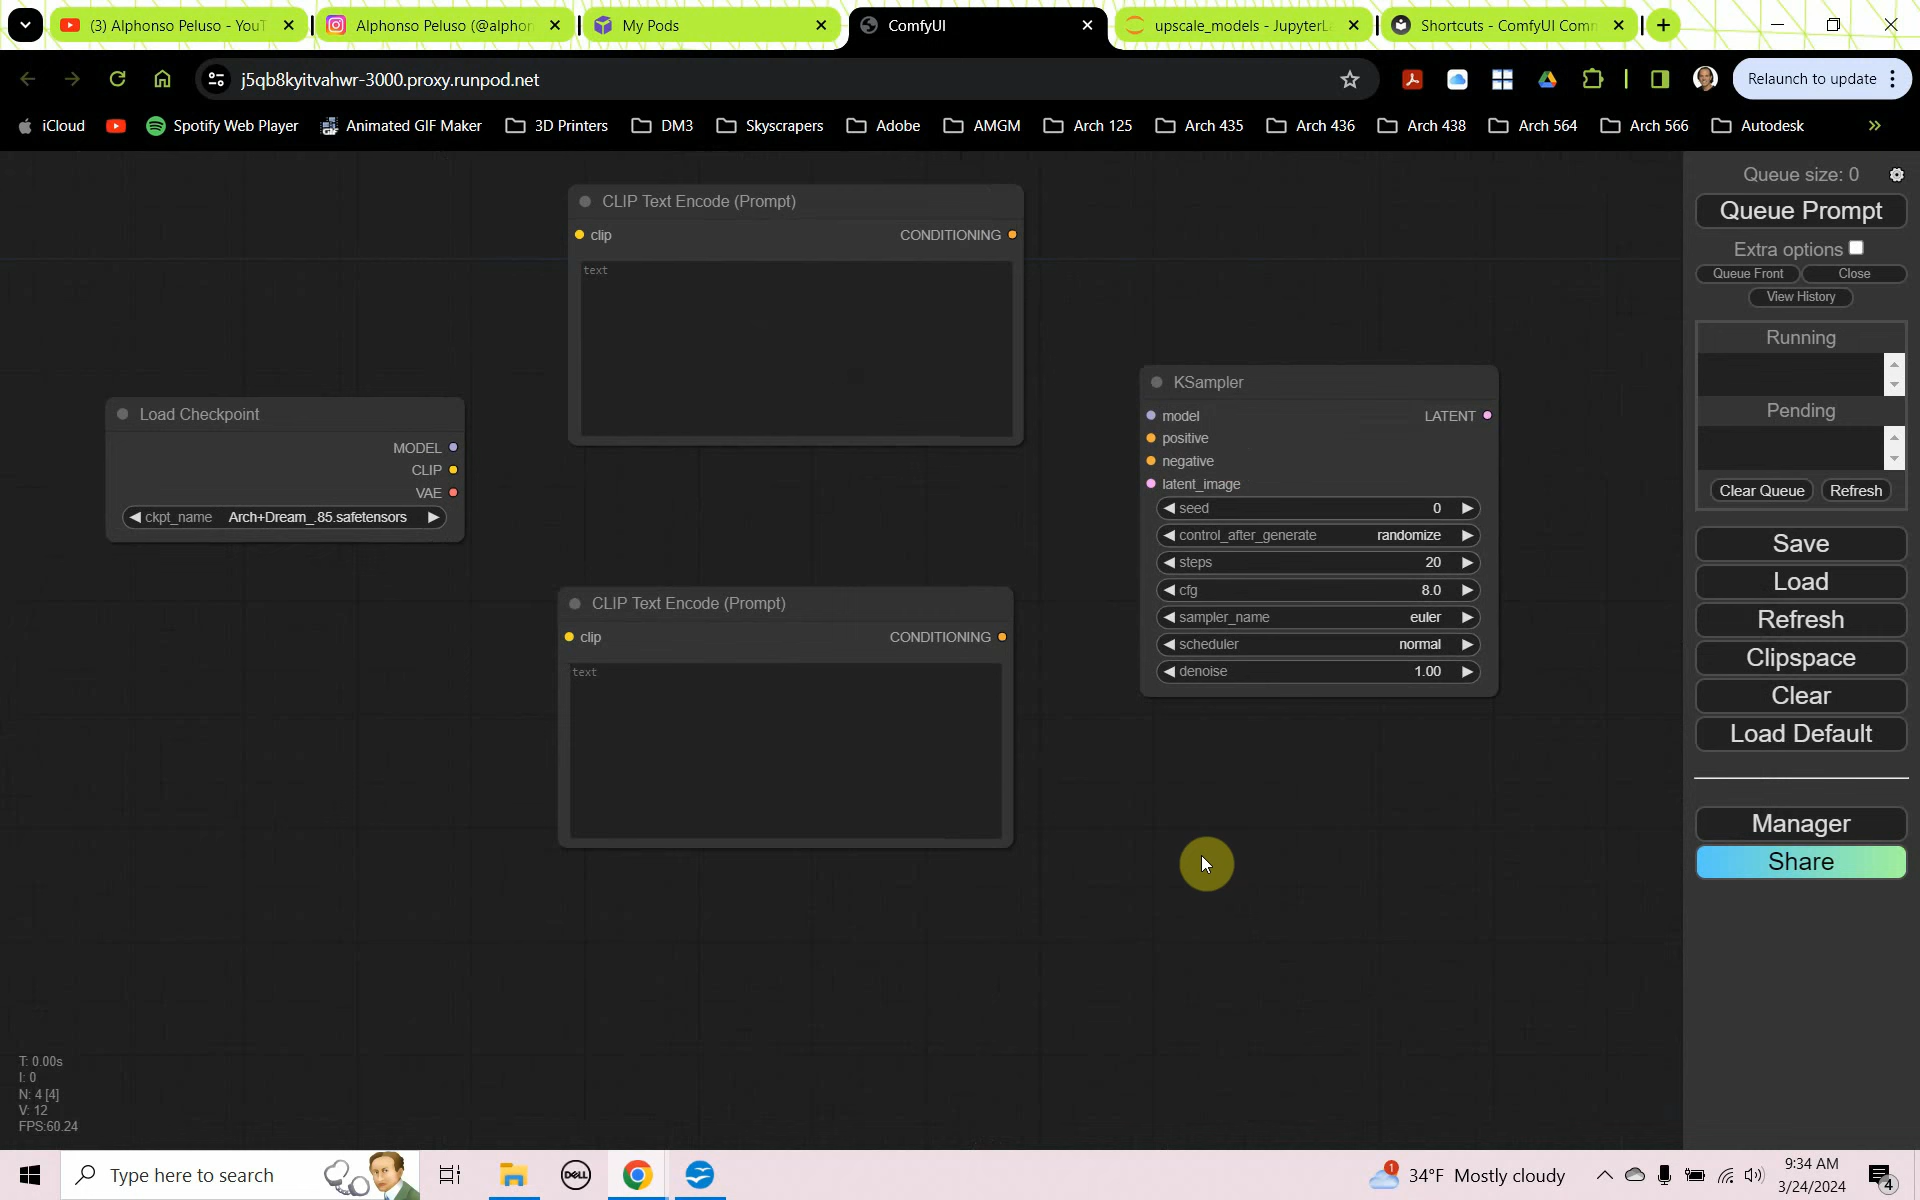 (3) Alphonso Peluso - YouT
Alphonso Peluso (@alphon
My Pods
ComfyUI
upscale_models - JupyterL
Shortcuts - ComfyUI Comm
j5qb8kyitvahwr-3000.proxy.runpod.net
Relaunch to update
iCloud
Spotify Web Player
Animated GIF Maker
3D Printers
DM3
Skyscrapers
Adobe
AMGM
Arch 125
Arch 435
Arch 436
Arch 438
Arch 564
Arch 566
Autodesk
»
CLIP Text Encode (Prompt)
clip CONDITIONING
text
Load Checkpoint
MODEL
CLIP
VAE
ckpt_name Arch+Dream_.85.safetensors
CLIP Text Encode (Prompt)
clip CONDITIONING
text
KSampler
model LATENT
positive
negative
latent_image
seed 0
control_after_generate randomize
steps 20
cfg 8.0
sampler_name euler
scheduler normal
denoise 1.00
Queue size: 0
Queue Prompt
Extra options
Queue Front Close
View History
Running
Pending
Clear Queue Refresh
Save
Load
Refresh
Clipspace
Clear
Load Default
Manager
Share
T: 0.00s
I: 0
N: 4 [4]
V: 12
FPS:60.24
Type here to search
DELL
1
34°F Mostly cloudy
9:34 AM
3/24/2024
4